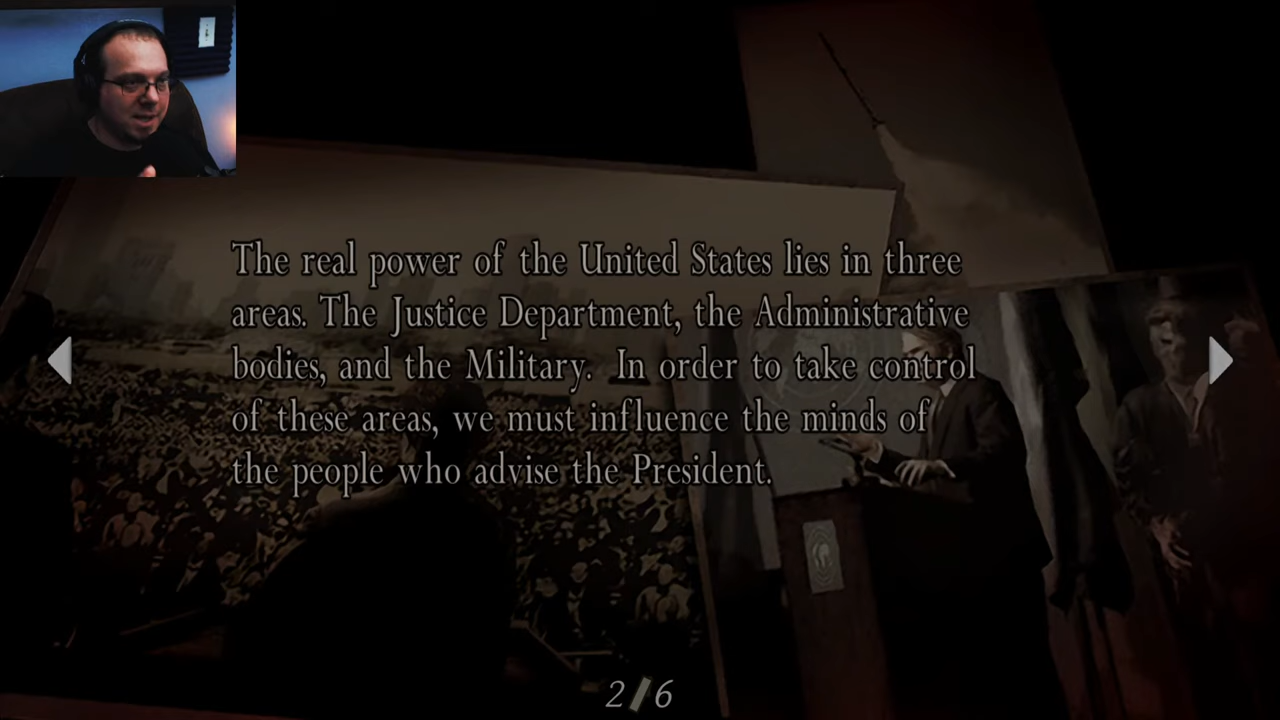 The real power of the United States lies in three
areas. The Justice Department, the Administrative
bodies, and the Military.  In order to take control
of these areas, we must influence the minds of
the people who advise the President.
2/6